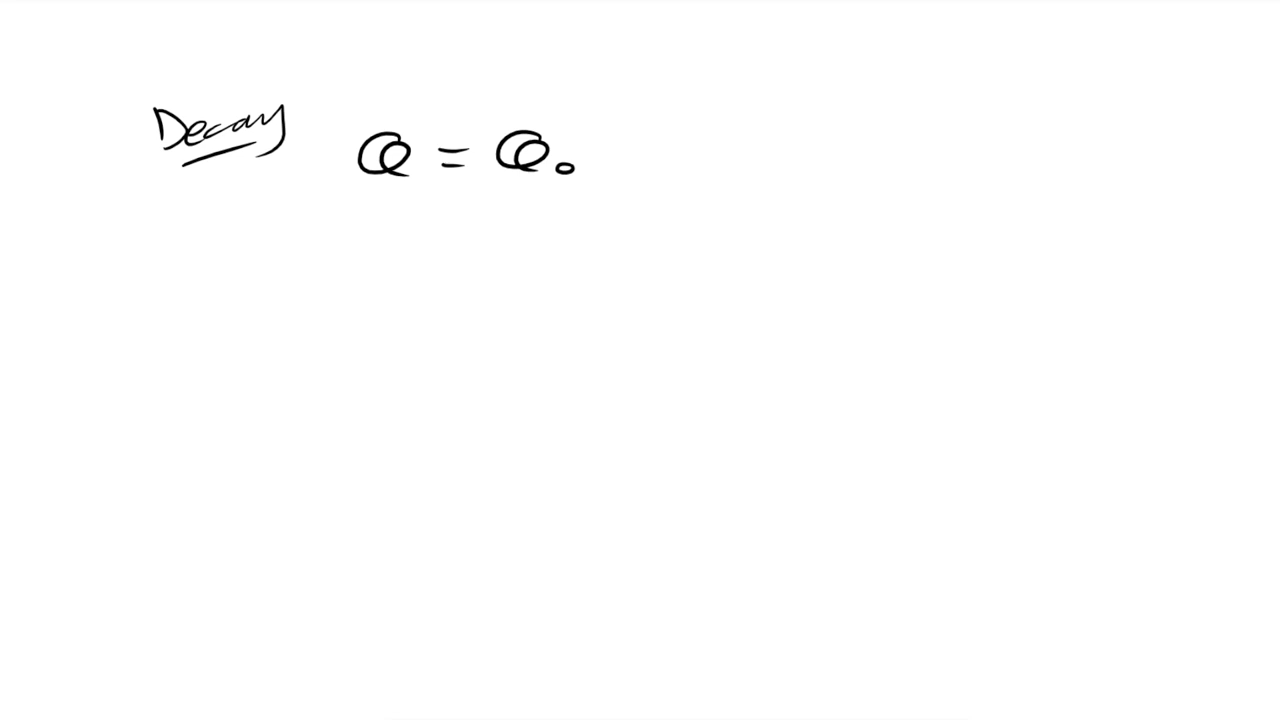 Decay Q = Q₀